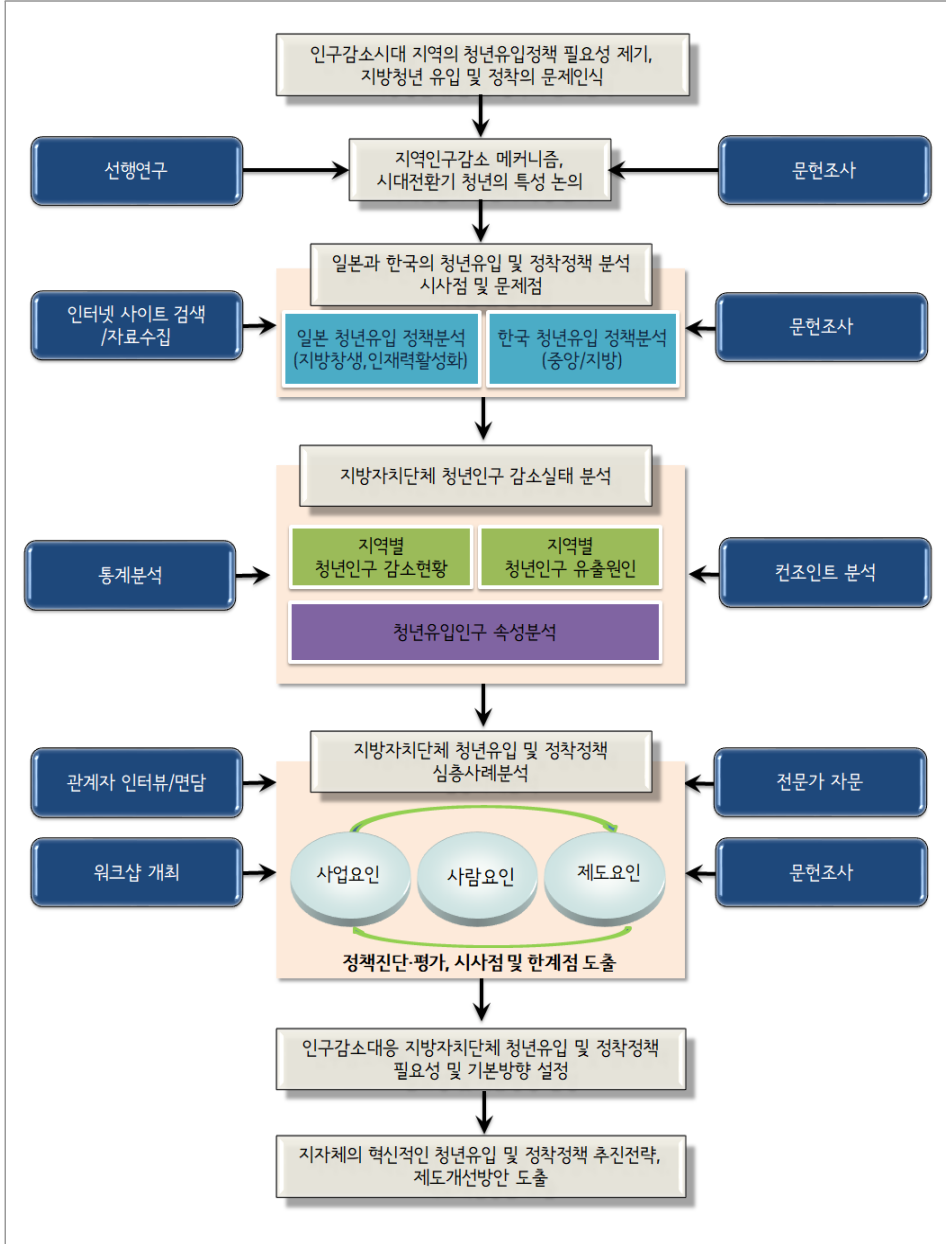 인구감소시대 지역의 청년유입정책 필요성 제기,
지방청년 유입 및 정착의 문제인식
선행연구
지역인구감소 메커니즘,
시대전환기 청년의 특성 논의
문헌조사
일본과 한국의 청년유입 및 정착정책 분석
시사점 및 문제점
인터넷 사이트 검색
/자료수집
일본 청년유입 정책분석
(지방창생,인재력활성화)
한국 청년유입 정책분석
(중앙/지방)
문헌조사
지방자치단체 청년인구 감소실태 분석
통계분석
지역별
청년인구 감소현황
지역별
청년인구 유출원인
컨조인트 분석
청년유입인구 속성분석
지방자치단체 청년유입 및 정착정책
심층사례분석
관계자 인터뷰/면담
전문가 자문
워크샵 개최
사업요인
사람요인
제도요인
문헌조사
정책진단·평가, 시사점 및 한계점 도출
인구감소대응 지방자치단체 청년유입 및 정착정책
필요성 및 기본방향 설정
지자체의 혁신적인 청년유입 및 정착정책 추진전략,
제도개선방안 도출